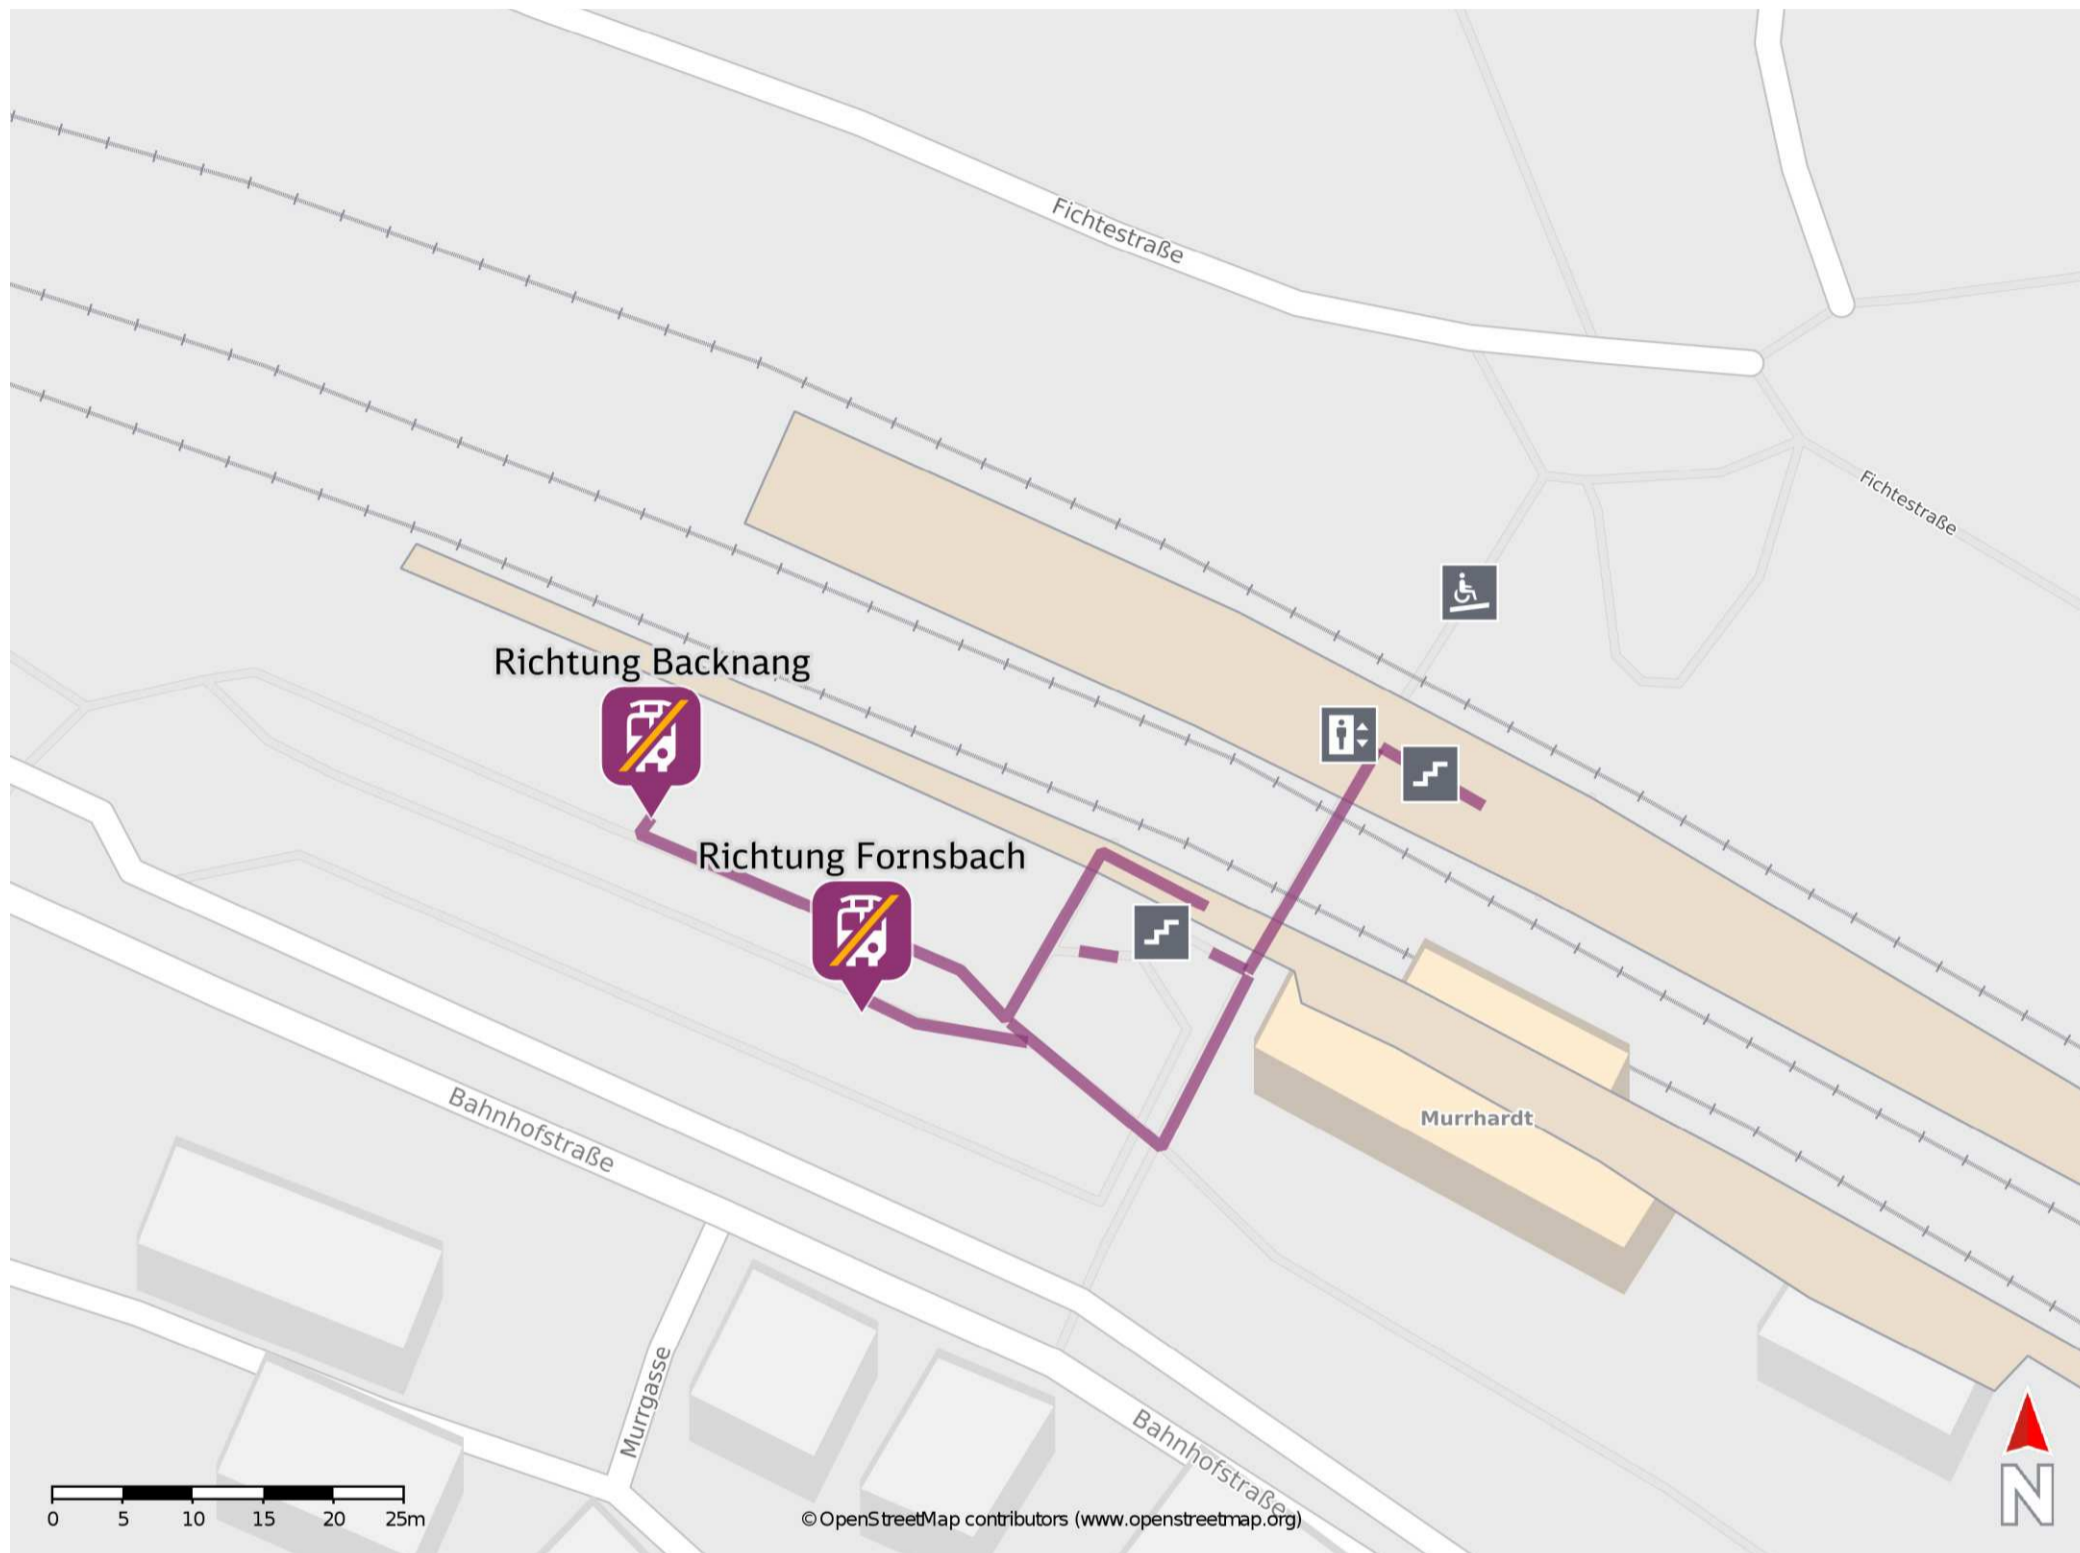 Fichtestraße
Fichtestraße
Richtung Backnang
Richtung Fornsbach
Bahnhofstraße
Murrhardt
Murrgasse
Bahnhofstraße
0 5 10 15 20 25m
© OpenStreetMap contributors (www.openstreetmap.org)
N